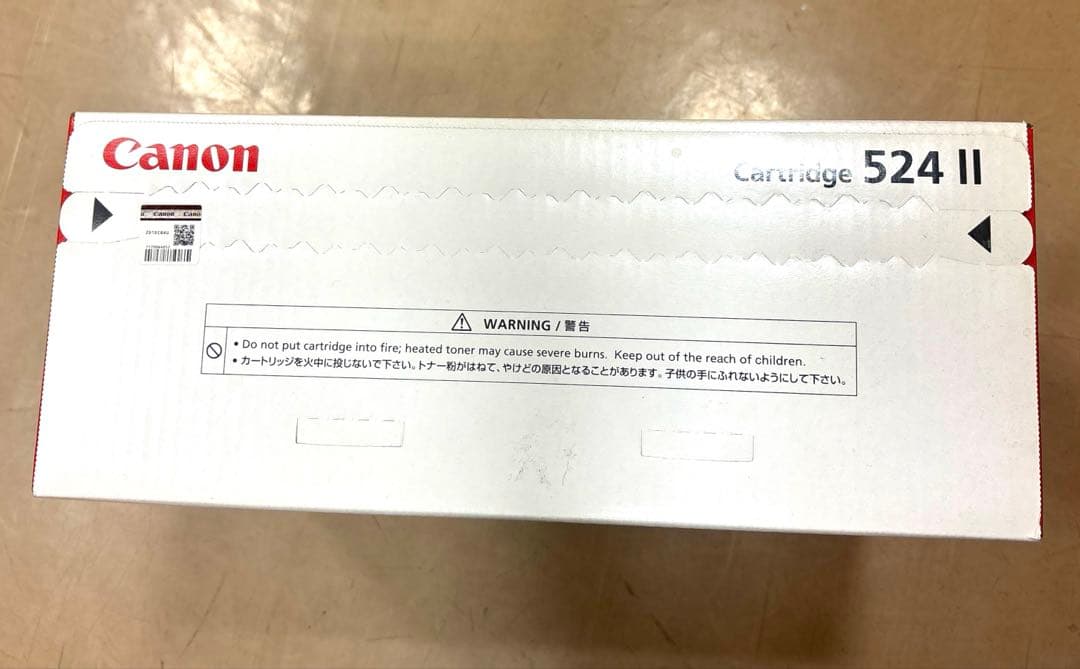 Canon
Cartridge 524 II
Canon Cano
WARNING / 警告
• Do not put cartridge into fire; heated toner may cause severe burns. Keep out of the reach of children.
• カートリッジを火中に投じないで下さい。トナー粉がはねて、やけどの原因となることがあります。子供の手にふれないようにして下さい。